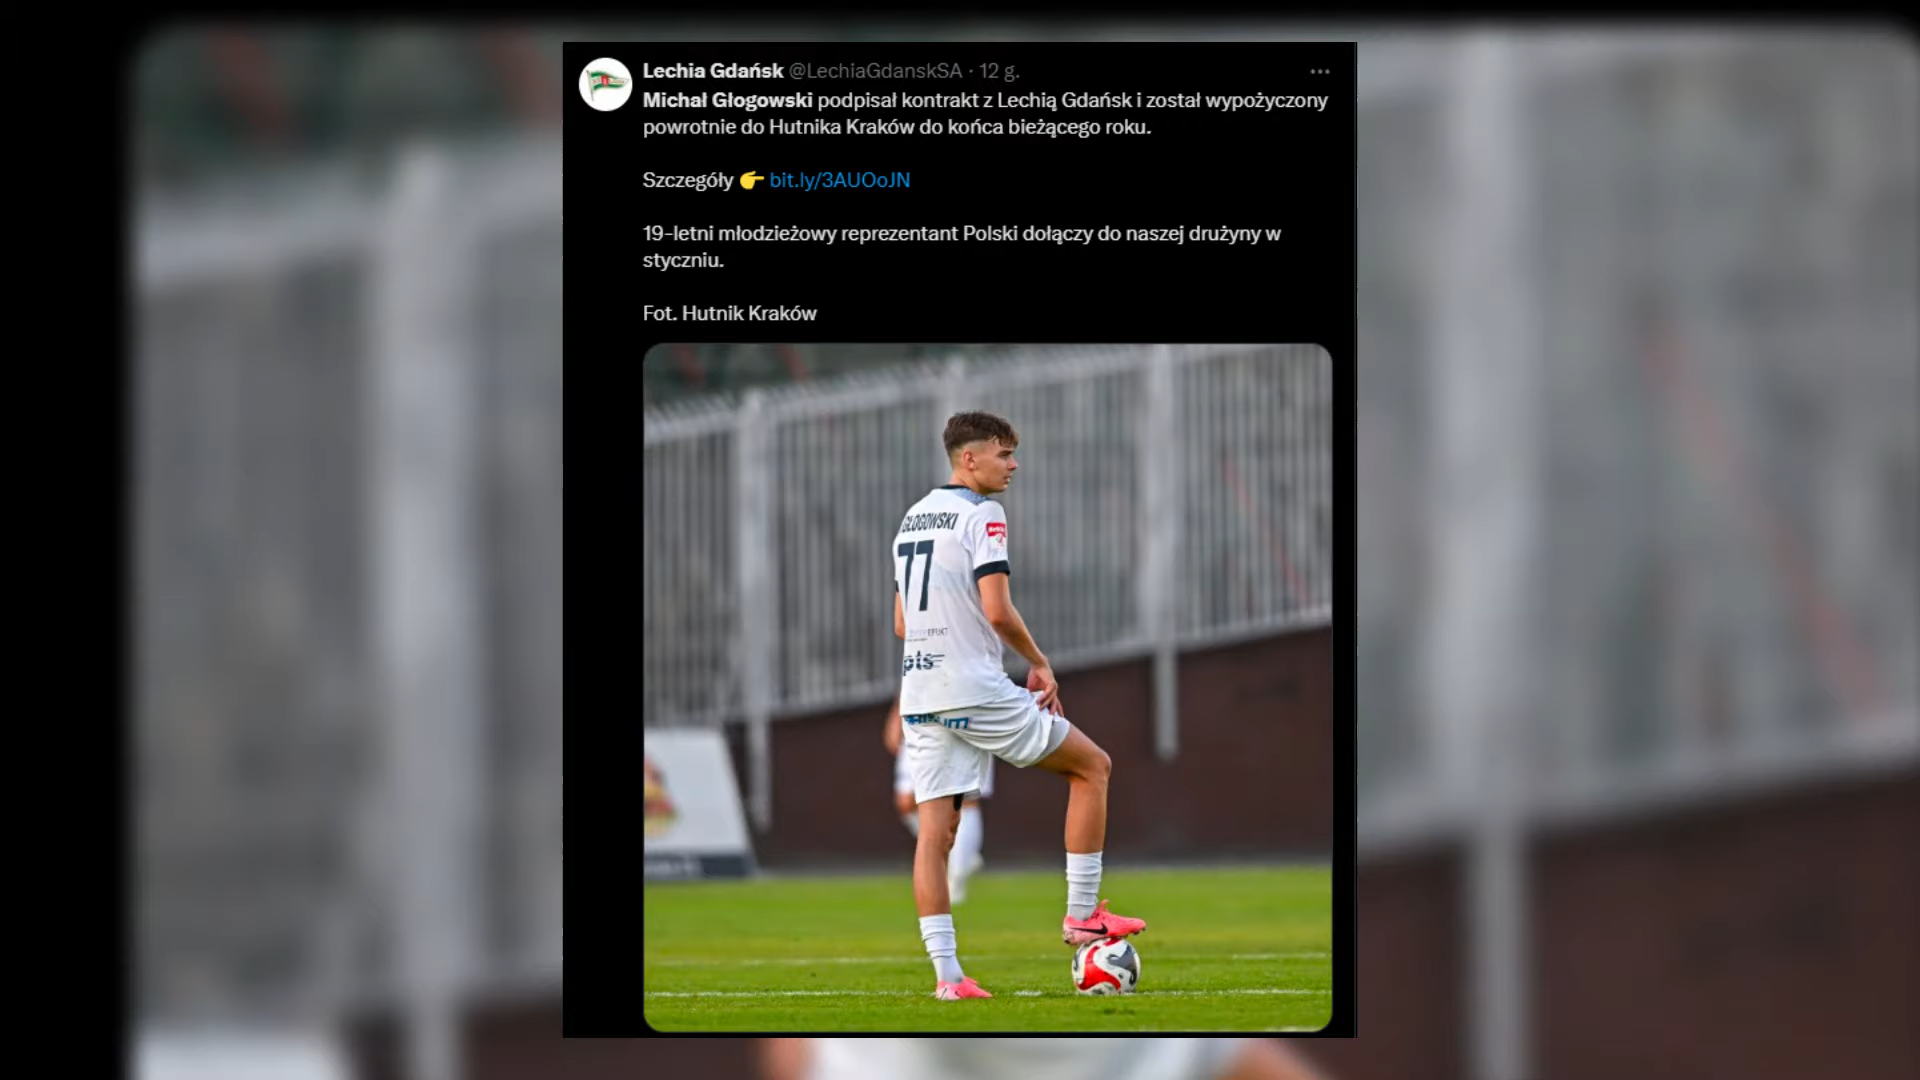 Lechia Gdańsk @LechiaGdanskSA · 12 g.
Michał Głogowski podpisał kontrakt z Lechią Gdańsk i został wypożyczony
powrotnie do Hutnika Kraków do końca bieżącego roku.
Szczegóły 👉 bit.ly/3AUOoJN
19-letni młodzieżowy reprezentant Polski dołączy do naszej drużyny w
styczniu.
Fot. Hutnik Kraków
GŁOGOWSKI
77
pts